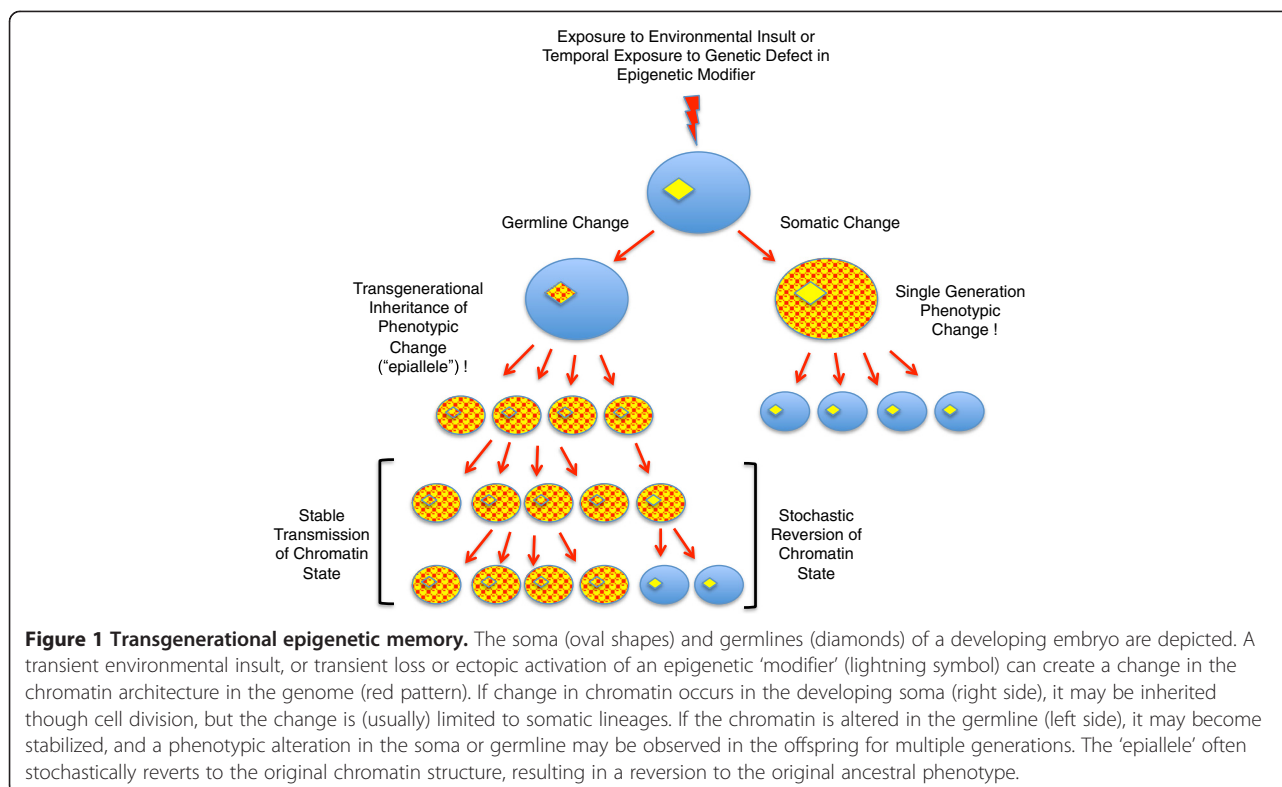 Exposure to Environmental Insult or
Temporal Exposure to Genetic Defect in
Epigenetic Modifier
Germline Change
Somatic Change
Transgenerational
Inheritance of
Phenotypic
Change
("epiallele") !
Single Generation
Phenotypic
Change !
Stable
Transmission
of Chromatin
State
Stochastic
Reversion of
Chromatin
State
Figure 1 Transgenerational epigenetic memory. The soma (oval shapes) and germlines (diamonds) of a developing embryo are depicted. A
transient environmental insult, or transient loss or ectopic activation of an epigenetic ‘modifier’ (lightning symbol) can create a change in the
chromatin architecture in the genome (red pattern). If change in chromatin occurs in the developing soma (right side), it may be inherited
though cell division, but the change is (usually) limited to somatic lineages. If the chromatin is altered in the germline (left side), it may become
stabilized, and a phenotypic alteration in the soma or germline may be observed in the offspring for multiple generations. The ‘epiallele’ often
stochastically reverts to the original chromatin structure, resulting in a reversion to the original ancestral phenotype.